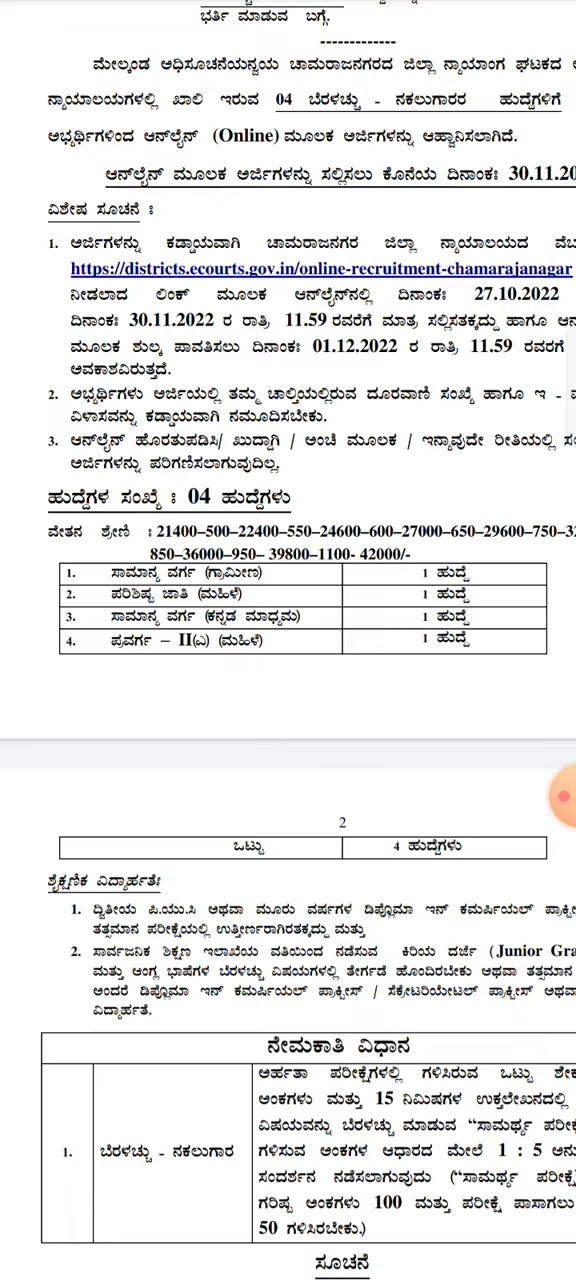 ಭರ್ತಿ ಮಾಡುವ ಬಗ್ಗೆ.
-------------
ಮೇಲ್ಕಂಡ ಅಧಿಸೂಚನೆಯನ್ವಯ ಚಾಮರಾಜನಗರದ ಜಿಲ್ಲಾ ನ್ಯಾಯಾಂಗ ಘಟಕದ
ನ್ಯಾಯಾಲಯಗಳಲ್ಲಿ ಖಾಲಿ ಇರುವ 04 ಬೆರಳಚ್ಚು - ನಕಲುಗಾರರ ಹುದ್ದೆಗಳಿಗೆ
ಅಭ್ಯರ್ಥಿಗಳಿಂದ ಆನ್‌ಲೈನ್ (Online) ಮೂಲಕ ಅರ್ಜಿಗಳನ್ನು ಆಹ್ವಾನಿಸಲಾಗಿದೆ.
ಆನ್‌ಲೈನ್ ಮೂಲಕ ಅರ್ಜಿಗಳನ್ನು ಸಲ್ಲಿಸಲು ಕೊನೆಯ ದಿನಾಂಕಃ 30.11.20
ವಿಶೇಷ ಸೂಚನೆ :
1. ಅರ್ಜಿಗಳನ್ನು ಕಡ್ಡಾಯವಾಗಿ ಚಾಮರಾಜನಗರ ಜಿಲ್ಲಾ ನ್ಯಾಯಾಲಯದ ವೆಬ
https://districts.ecourts.gov.in/online-recruitment-chamarajanagar
ನೀಡಲಾದ ಲಿಂಕ್ ಮೂಲಕ ಆನ್‌ಲೈನ್‌ನಲ್ಲಿ ದಿನಾಂಕಃ 27.10.2022
ದಿನಾಂಕಃ 30.11.2022 ರ ರಾತ್ರಿ 11.59 ರವರೆಗೆ ಮಾತ್ರ ಸಲ್ಲಿಸತಕ್ಕದ್ದು ಹಾಗೂ ಆನ
ಮೂಲಕ ಶುಲ್ಕ ಪಾವತಿಸಲು ದಿನಾಂಕಃ 01.12.2022 ರ ರಾತ್ರಿ 11.59 ರವರೆಗೆ
ಅವಕಾಶವಿರುತ್ತದೆ.
2. ಅಭ್ಯರ್ಥಿಗಳು ಅರ್ಜಿಯಲ್ಲಿ ತಮ್ಮ ಚಾಲ್ತಿಯಲ್ಲಿರುವ ದೂರವಾಣಿ ಸಂಖ್ಯೆ ಹಾಗೂ ಇ -
ವಿಳಾಸವನ್ನು ಕಡ್ಡಾಯವಾಗಿ ನಮೂದಿಸಬೇಕು.
3. ಆನ್‌ಲೈನ್ ಹೊರತುಪಡಿಸಿ/ ಖುದ್ದಾಗಿ / ಅಂಚೆ ಮೂಲಕ / ಇನ್ಯಾವುದೇ ರೀತಿಯಲ್ಲಿ ಸ
ಅರ್ಜಿಗಳನ್ನು ಪರಿಗಣಿಸಲಾಗುವುದಿಲ್ಲ.
ಹುದ್ದೆಗಳ ಸಂಖ್ಯೆ : 04 ಹುದ್ದೆಗಳು
ವೇತನ ಶ್ರೇಣಿ : 21400–500–22400–550–24600–600–27000–650–29600–750–32
850–36000–950– 39800–1100- 42000/-
1. ಸಾಮಾನ್ಯ ವರ್ಗ (ಗ್ರಾಮೀಣ) 1 ಹುದ್ದೆ
2. ಪರಿಶಿಷ್ಟ ಜಾತಿ (ಮಹಿಳೆ) 1 ಹುದ್ದೆ
3. ಸಾಮಾನ್ಯ ವರ್ಗ (ಕನ್ನಡ ಮಾಧ್ಯಮ) 1 ಹುದ್ದೆ
4. ಪ್ರವರ್ಗ – II(ಎ) (ಮಹಿಳೆ) 1 ಹುದ್ದೆ
2
ಒಟ್ಟು 4 ಹುದ್ದೆಗಳು
ಶೈಕ್ಷಣಿಕ ವಿದ್ಯಾರ್ಹತೆಃ
1. ದ್ವಿತೀಯ ಪಿ.ಯು.ಸಿ ಅಥವಾ ಮೂರು ವರ್ಷಗಳ ಡಿಪ್ಲೊಮಾ ಇನ್ ಕಮರ್ಷಿಯಲ್ ಪ್ರಾಕ್ಟೀ
ತತ್ಸಮಾನ ಪರೀಕ್ಷೆಯಲ್ಲಿ ಉತ್ತೀರ್ಣರಾಗಿರತಕ್ಕದ್ದು ಮತ್ತು
2. ಸಾರ್ವಜನಿಕ ಶಿಕ್ಷಣ ಇಲಾಖೆಯ ವತಿಯಿಂದ ನಡೆಸುವ ಕಿರಿಯ ದರ್ಜೆ (Junior Gra
ಮತ್ತು ಆಂಗ್ಲ ಭಾಷೆಗಳ ಬೆರಳಚ್ಚು ವಿಷಯಗಳಲ್ಲಿ ತೇರ್ಗಡೆ ಹೊಂದಿರಬೇಕು ಅಥವಾ ತತ್ಸಮಾನ
ಅಂದರೆ ಡಿಪ್ಲೊಮಾ ಇನ್ ಕಮರ್ಷಿಯಲ್ ಪ್ರಾಕ್ಟೀಸ್ / ಸೆಕ್ರೇಟರಿಯೇಟಲ್ ಪ್ರಾಕ್ಟೀಸ್ ಅಥವ
ವಿದ್ಯಾರ್ಹತೆ.
ನೇಮಕಾತಿ ವಿಧಾನ
1. ಬೆರಳಚ್ಚು - ನಕಲುಗಾರ
ಅರ್ಹತಾ ಪರೀಕ್ಷೆಗಳಲ್ಲಿ ಗಳಿಸಿರುವ ಒಟ್ಟು ಶೇಕ
ಅಂಕಗಳು ಮತ್ತು 15 ನಿಮಿಷಗಳ ಉಕ್ತಲೇಖನದಲ್ಲಿ
ವಿಷಯವನ್ನು ಬೆರಳಚ್ಚು ಮಾಡುವ “ಸಾಮರ್ಥ್ಯ ಪರೀಕ್ಷ
ಗಳಿಸುವ ಅಂಕಗಳ ಆಧಾರದ ಮೇಲೆ 1 : 5 ಅನು
ಸಂದರ್ಶನ ನಡೆಸಲಾಗುವುದು (“ಸಾಮರ್ಥ್ಯ ಪರೀಕ್ಷೆ
ಗರಿಷ್ಟ ಅಂಕಗಳು 100 ಮತ್ತು ಪರೀಕ್ಷೆ ಪಾಸಾಗಲು
50 ಗಳಿಸಿರಬೇಕು.)
ಸೂಚನೆ